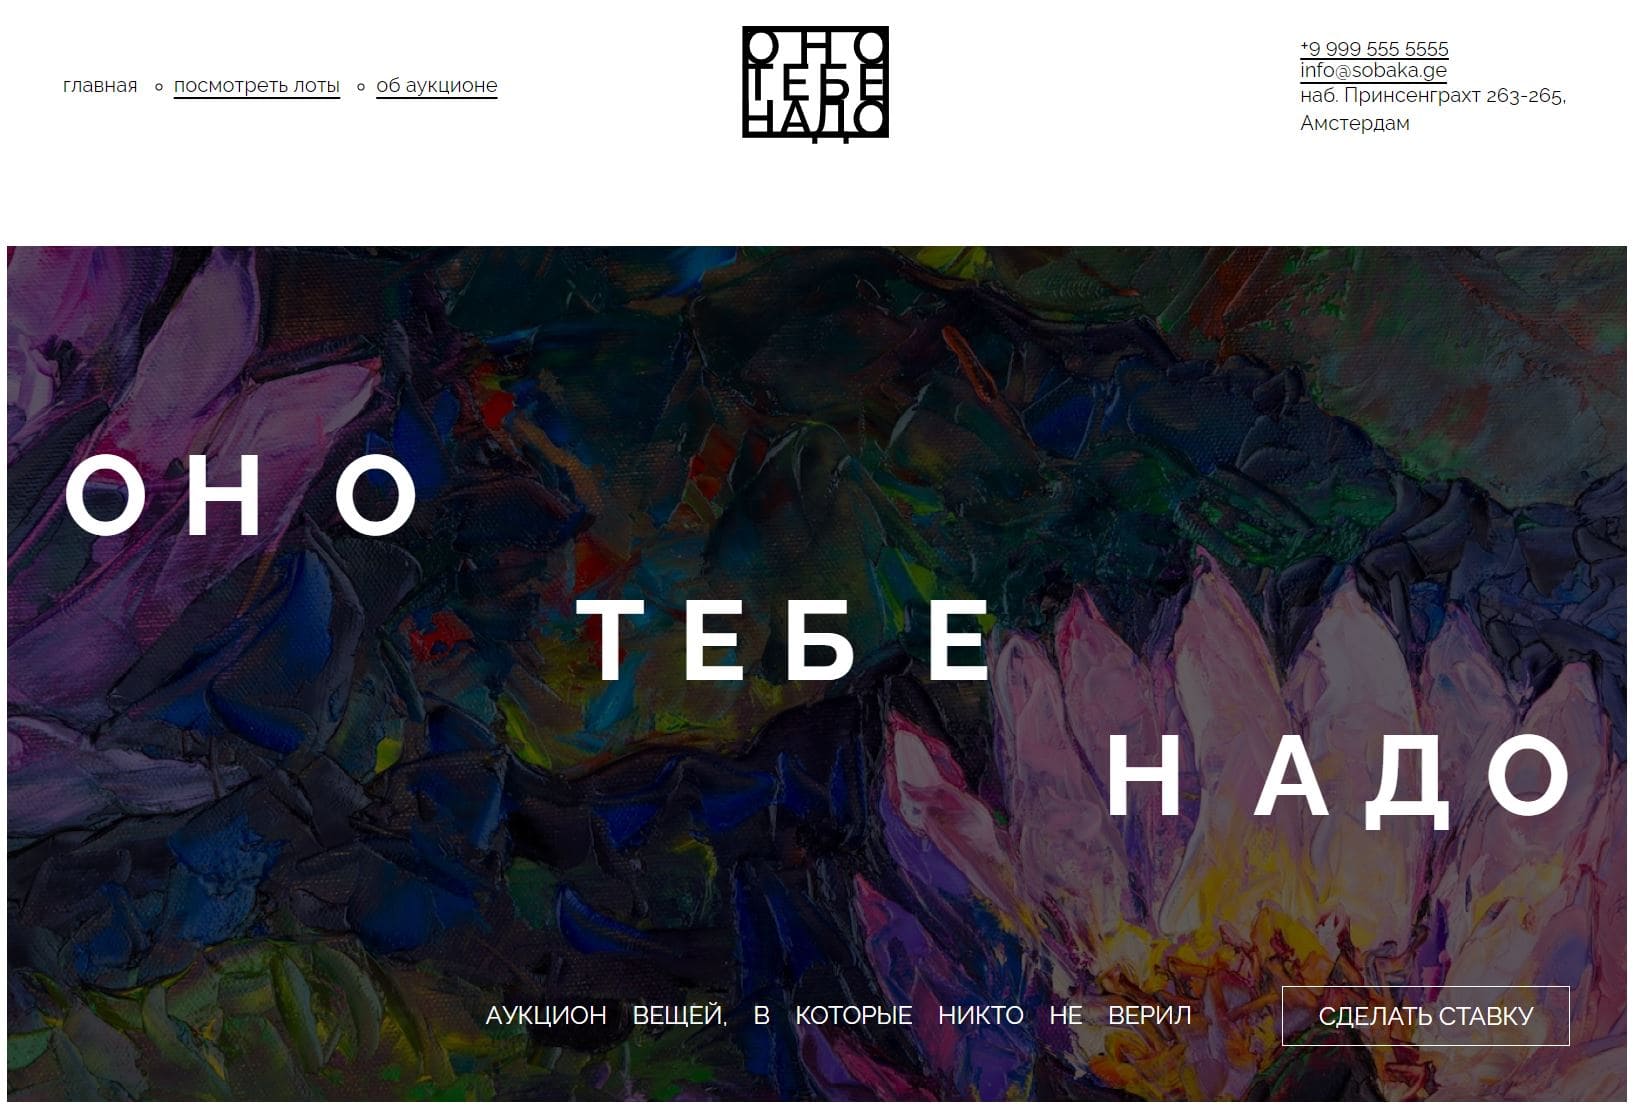 главная
посмотреть лоты
об аукционе
ОНО
ТЕБЕ
НАДО
+9 999 555 5555
info@sobaka.ge
наб. Принсенграхт 263-265,
Амстердам
ОНО
ТЕБЕ
НАДО
АУКЦИОН ВЕЩЕЙ, В КОТОРЫЕ НИКТО НЕ ВЕРИЛ
СДЕЛАТЬ СТАВКУ